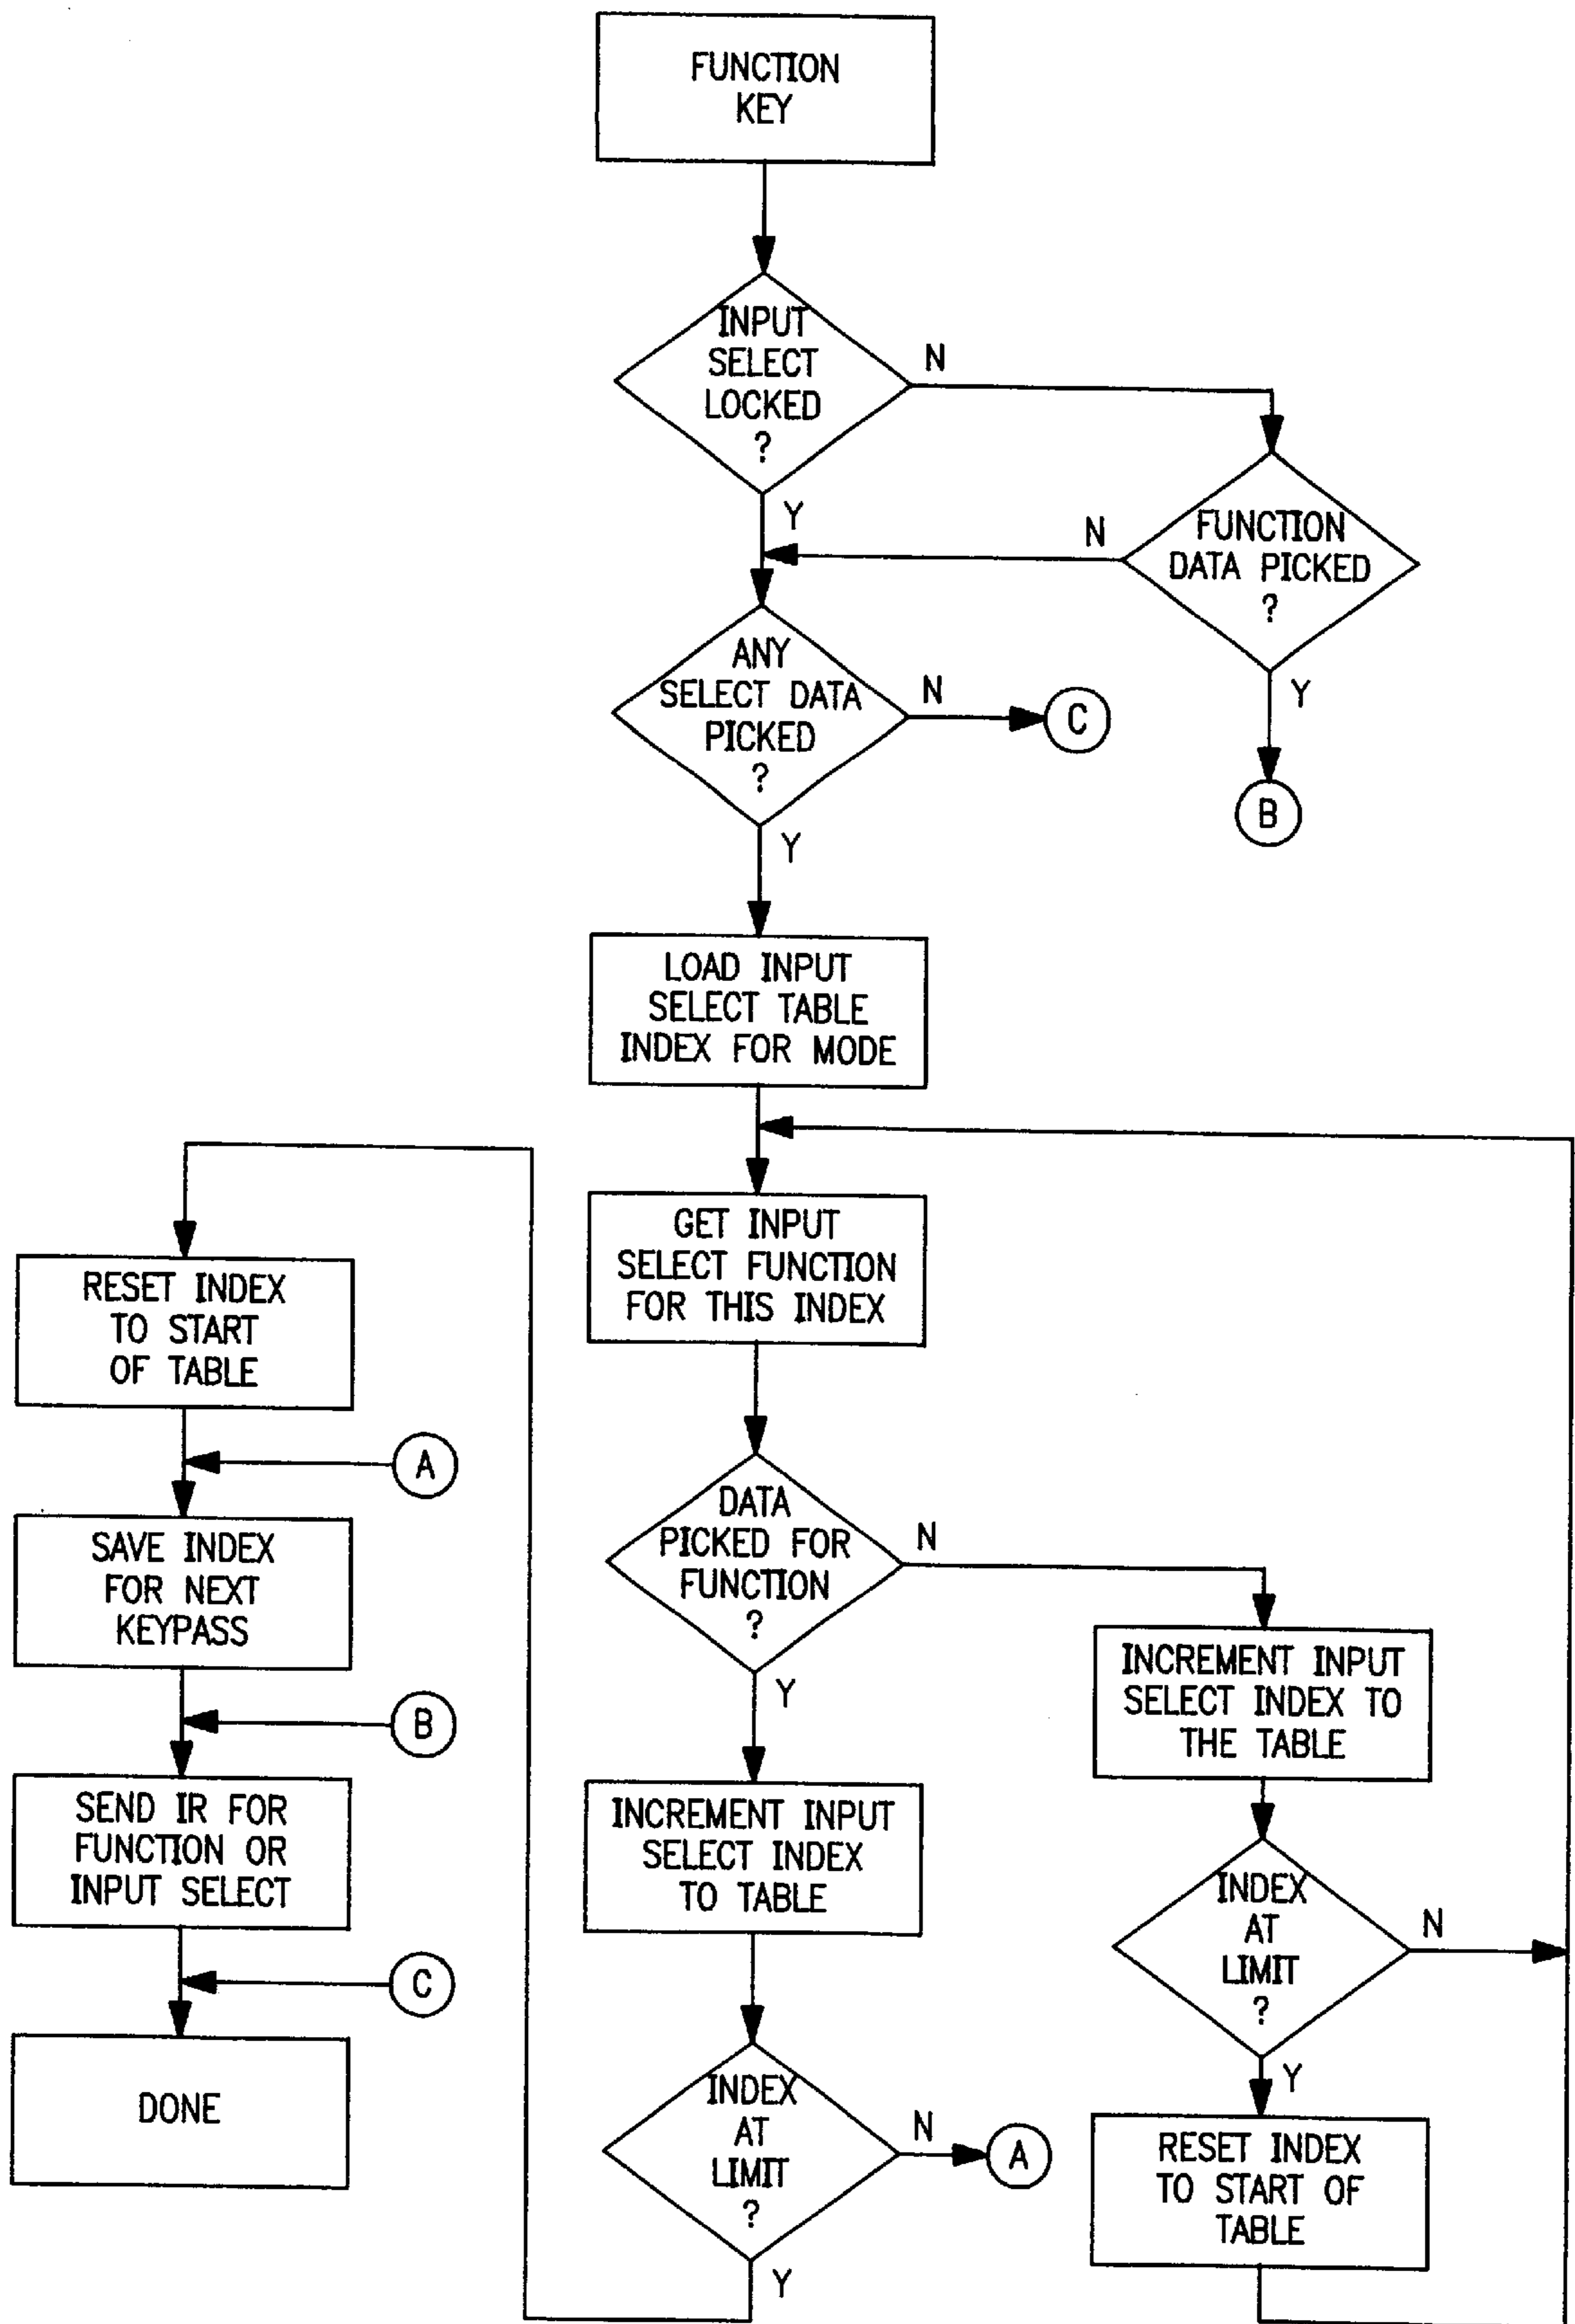 FUNCTION
KEY
INPUT
SELECT
LOCKED
?
N
Y
FUNCTION
DATA PICKED
?
N
Y
B
ANY
SELECT DATA
PICKED
?
N
C
Y
LOAD INPUT
SELECT TABLE
INDEX FOR MODE
GET INPUT
SELECT FUNCTION
FOR THIS INDEX
DATA
PICKED FOR
FUNCTION
?
N
Y
INCREMENT INPUT
SELECT INDEX TO
THE TABLE
INDEX
AT
LIMIT
?
N
Y
RESET INDEX
TO START OF
TABLE
INCREMENT INPUT
SELECT INDEX
TO TABLE
INDEX
AT
LIMIT
?
N
A
Y
RESET INDEX
TO START
OF TABLE
A
SAVE INDEX
FOR NEXT
KEYPASS
B
SEND IR FOR
FUNCTION OR
INPUT SELECT
C
DONE